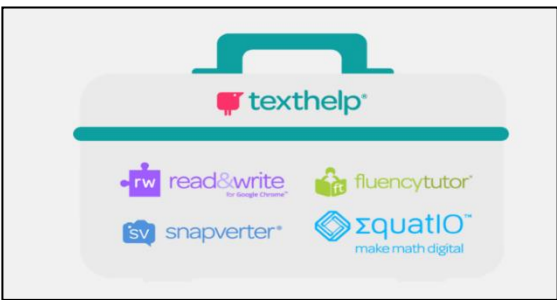 texthelp®
rw read&write
for Google Chrome™
ft fluencytutor®
sv snapverter®
ΣquatIO™
make math digital